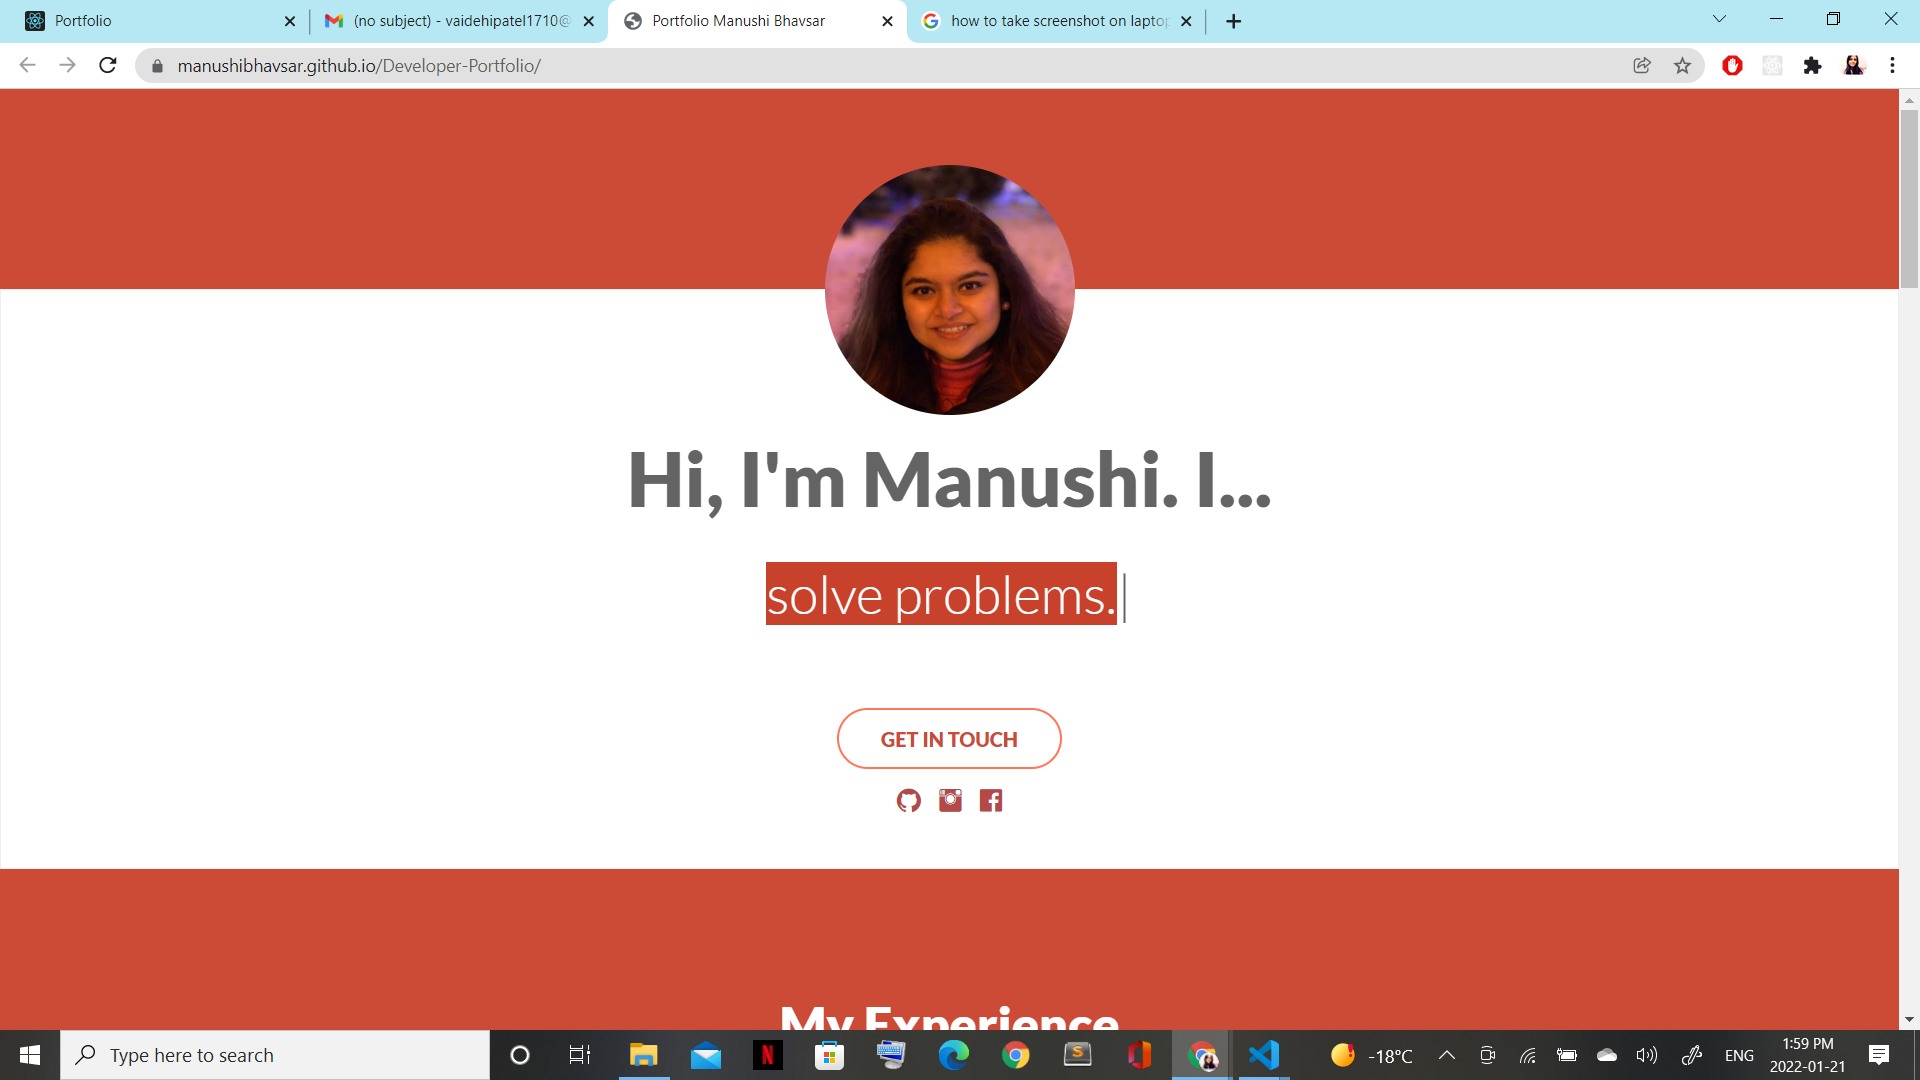 Portfolio
(no subject) - vaidehipatel1710@
Portfolio Manushi Bhavsar
how to take screenshot on laptop
manushibhavsar.github.io/Developer-Portfolio/
Hi, I'm Manushi. I...
solve problems.|
GET IN TOUCH
My Experience
Type here to search
N
S
-18°C
ENG
1:59 PM
2022-01-21